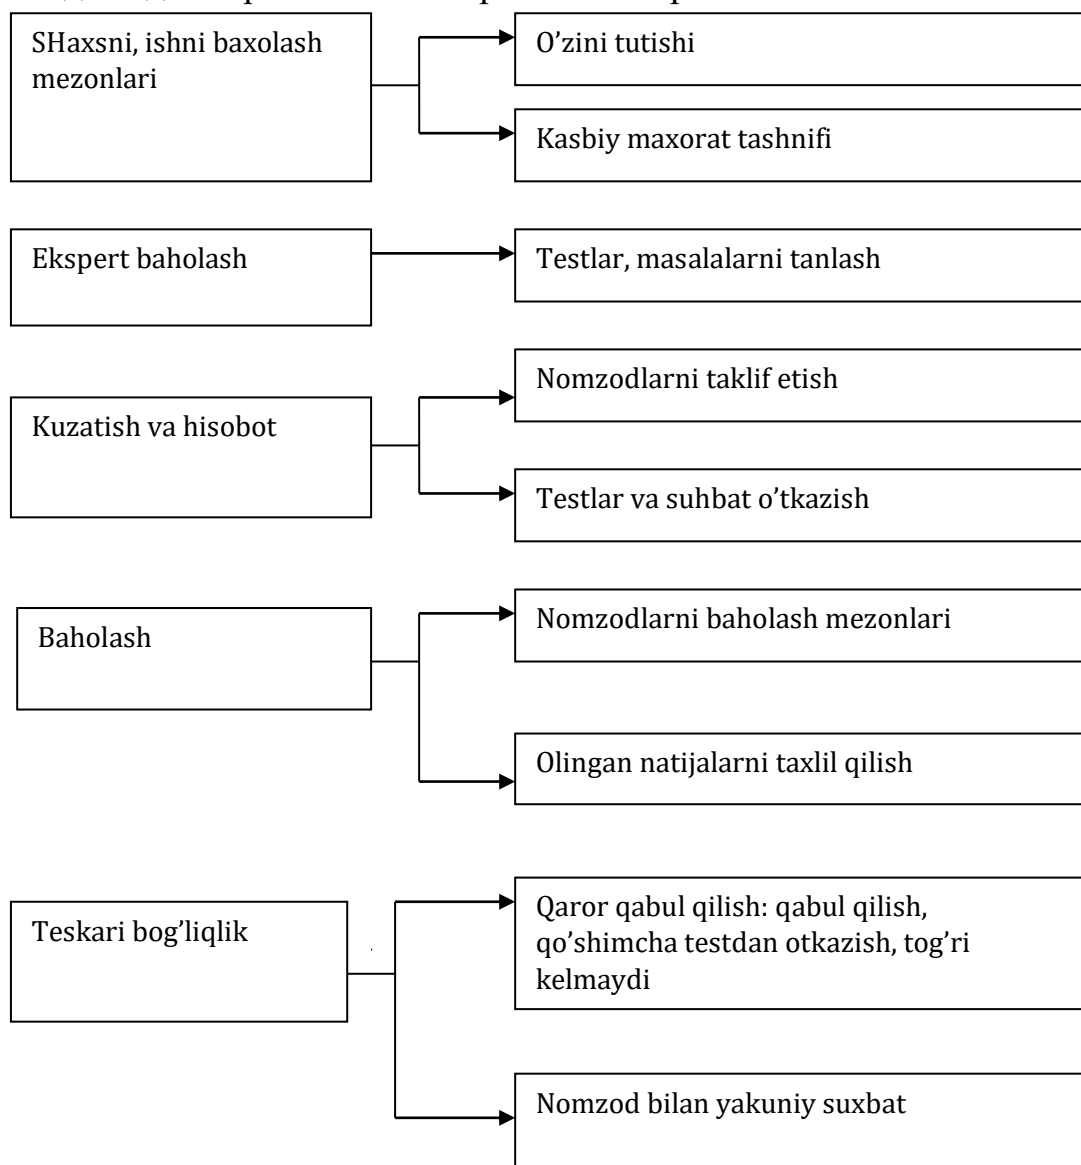 SHaxsni, ishni baxolash
mezonlari
O’zini tutishi
Kasbiy maxorat tashnifi
Ekspert baholash
Testlar, masalalarni tanlash
Kuzatish va hisobot
Nomzodlarni taklif etish
Testlar va suhbat o’tkazish
Baholash
Nomzodlarni baholash mezonlari
Olingan natijalarni taxlil qilish
Teskari bog’liqlik
Qaror qabul qilish: qabul qilish,
qo’shimcha testdan otkazish, tog’ri
kelmaydi
Nomzod bilan yakuniy suxbat